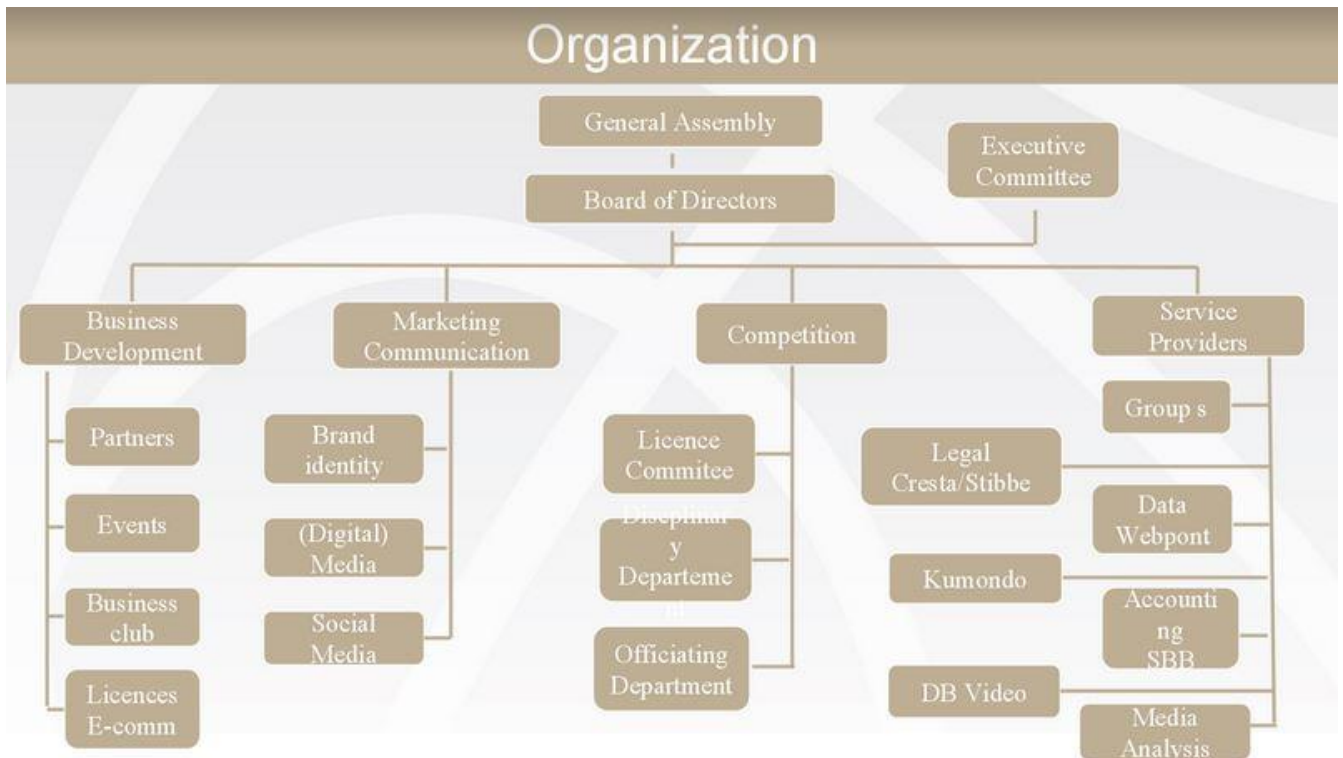 Organization
General Assembly
Executive
Committee
Board of Directors
Business
Development
Marketing
Communication
Competition
Service
Providers
Partners
Events
Business
club
Licences
E-comm
Brand
identity
(Digital)
Media
Social
Media
Licence
Commitee
Disciplinar
y
Departeme
Officiating
Department
Group s
Legal
Cresta/Stibbe
Data
Webpont
Kumondo
Accounti
ng
SBB
DB Video
Media
Analysis